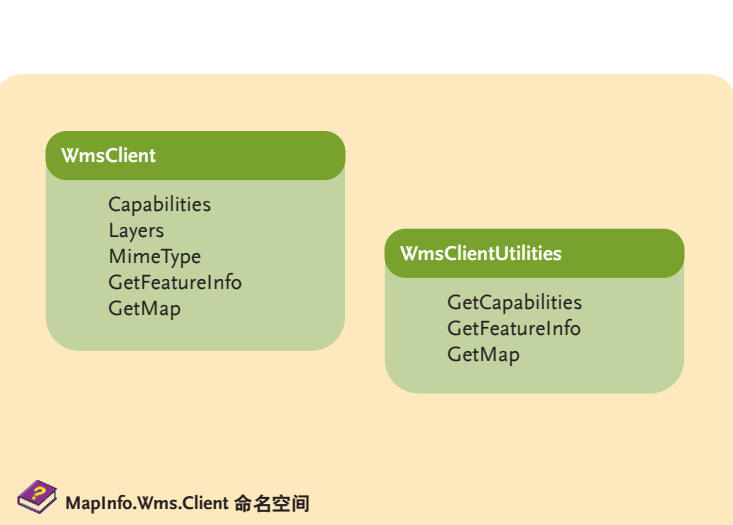 WmsClient
Capabilities
Layers
MimeType
GetFeatureInfo
GetMap
WmsClientUtilities
GetCapabilities
GetFeatureInfo
GetMap
MapInfo.Wms.Client 命名空间